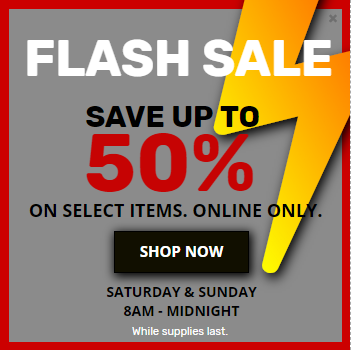 FLASH SALE
SAVE UP TO
50%
ON SELECT ITEMS. ONLINE ONLY.
SHOP NOW
SATURDAY & SUNDAY
8AM - MIDNIGHT
While supplies last.